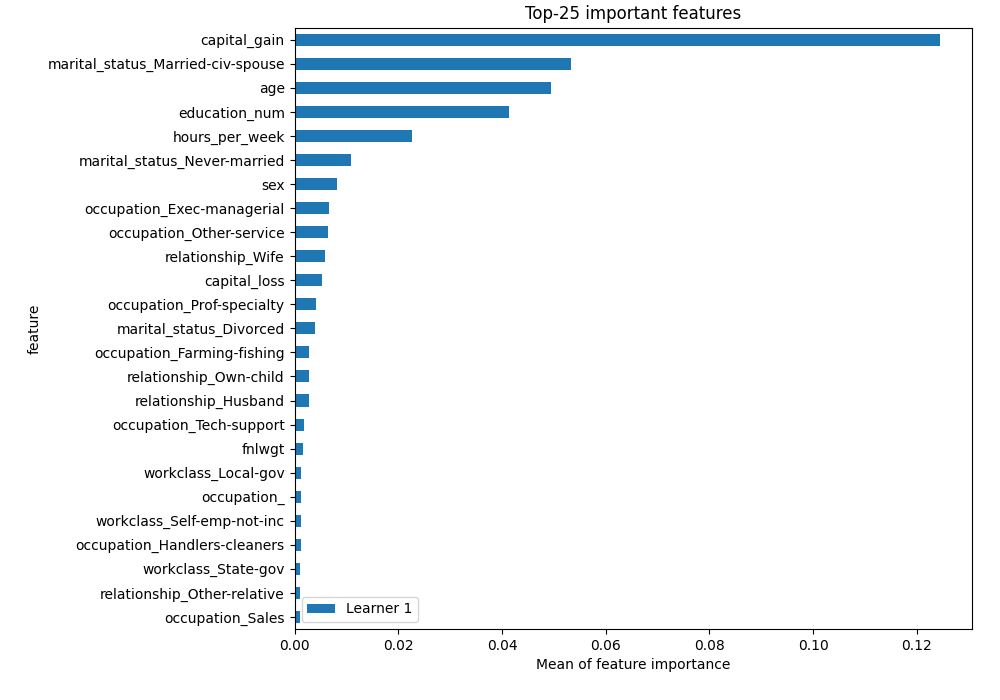 Top-25 important features
capital_gain
marital_status_Married-civ-spouse
age
education_num
hours_per_week
marital_status_Never-married
sex
occupation_Exec-managerial
occupation_Other-service
relationship_Wife
capital_loss
occupation_Prof-specialty
marital_status_Divorced
occupation_Farming-fishing
relationship_Own-child
relationship_Husband
occupation_Tech-support
fnlwgt
workclass_Local-gov
occupation_
workclass_Self-emp-not-inc
occupation_Handlers-cleaners
workclass_State-gov
relationship_Other-relative
occupation_Sales
feature
Learner 1
0.00 0.02 0.04 0.06 0.08 0.10 0.12
Mean of feature importance